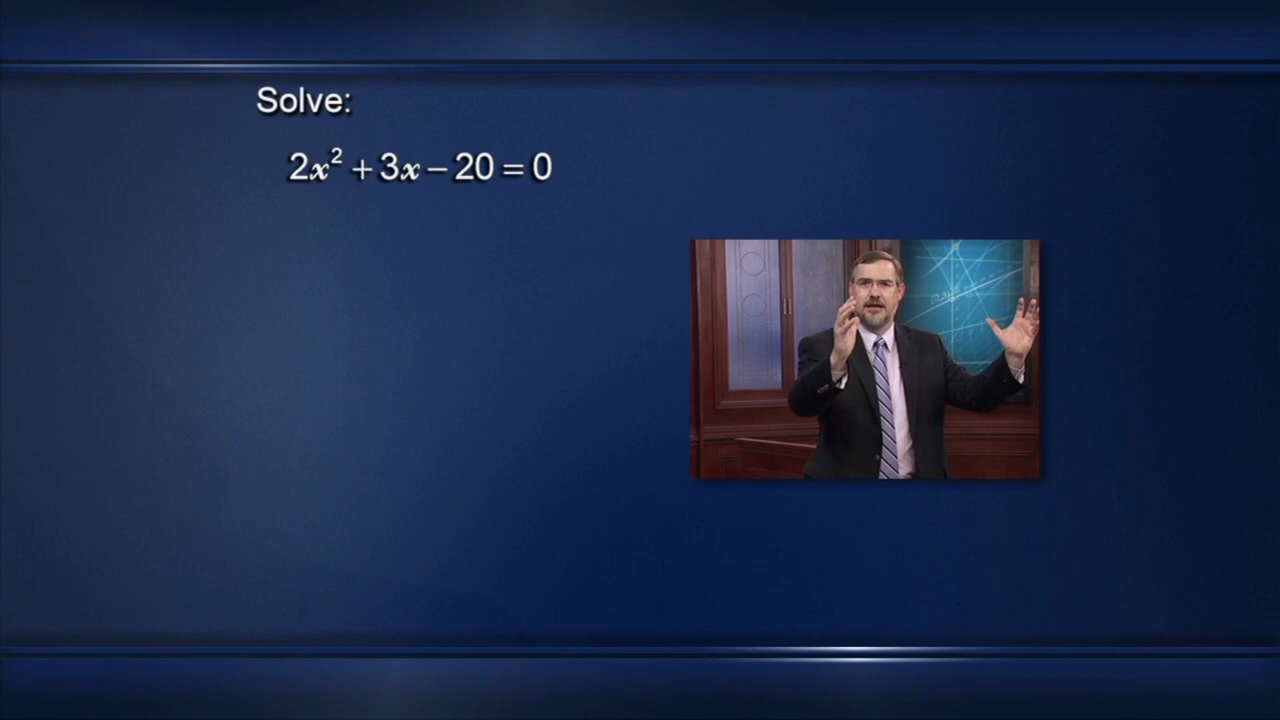 Solve:
2x² + 3x − 20 = 0